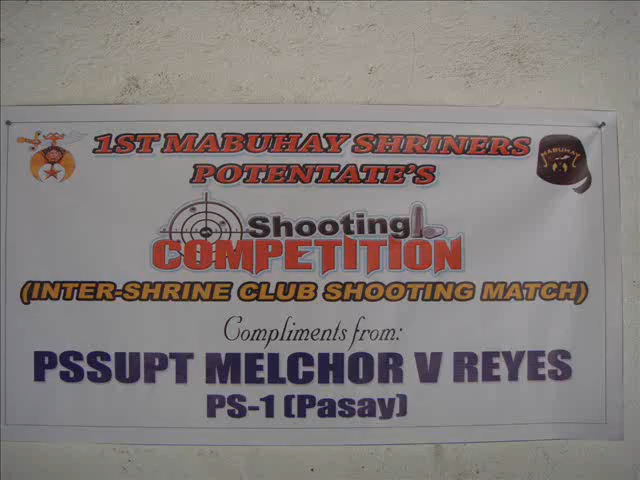 1ST MABUHAY SHRINERS
POTENTATE'S
MABUHAY
Shooting
COMPETITION
(INTER-SHRINE CLUB SHOOTING MATCH)
Compliments from:
PSSUPT MELCHOR V REYES
PS-1 (Pasay)